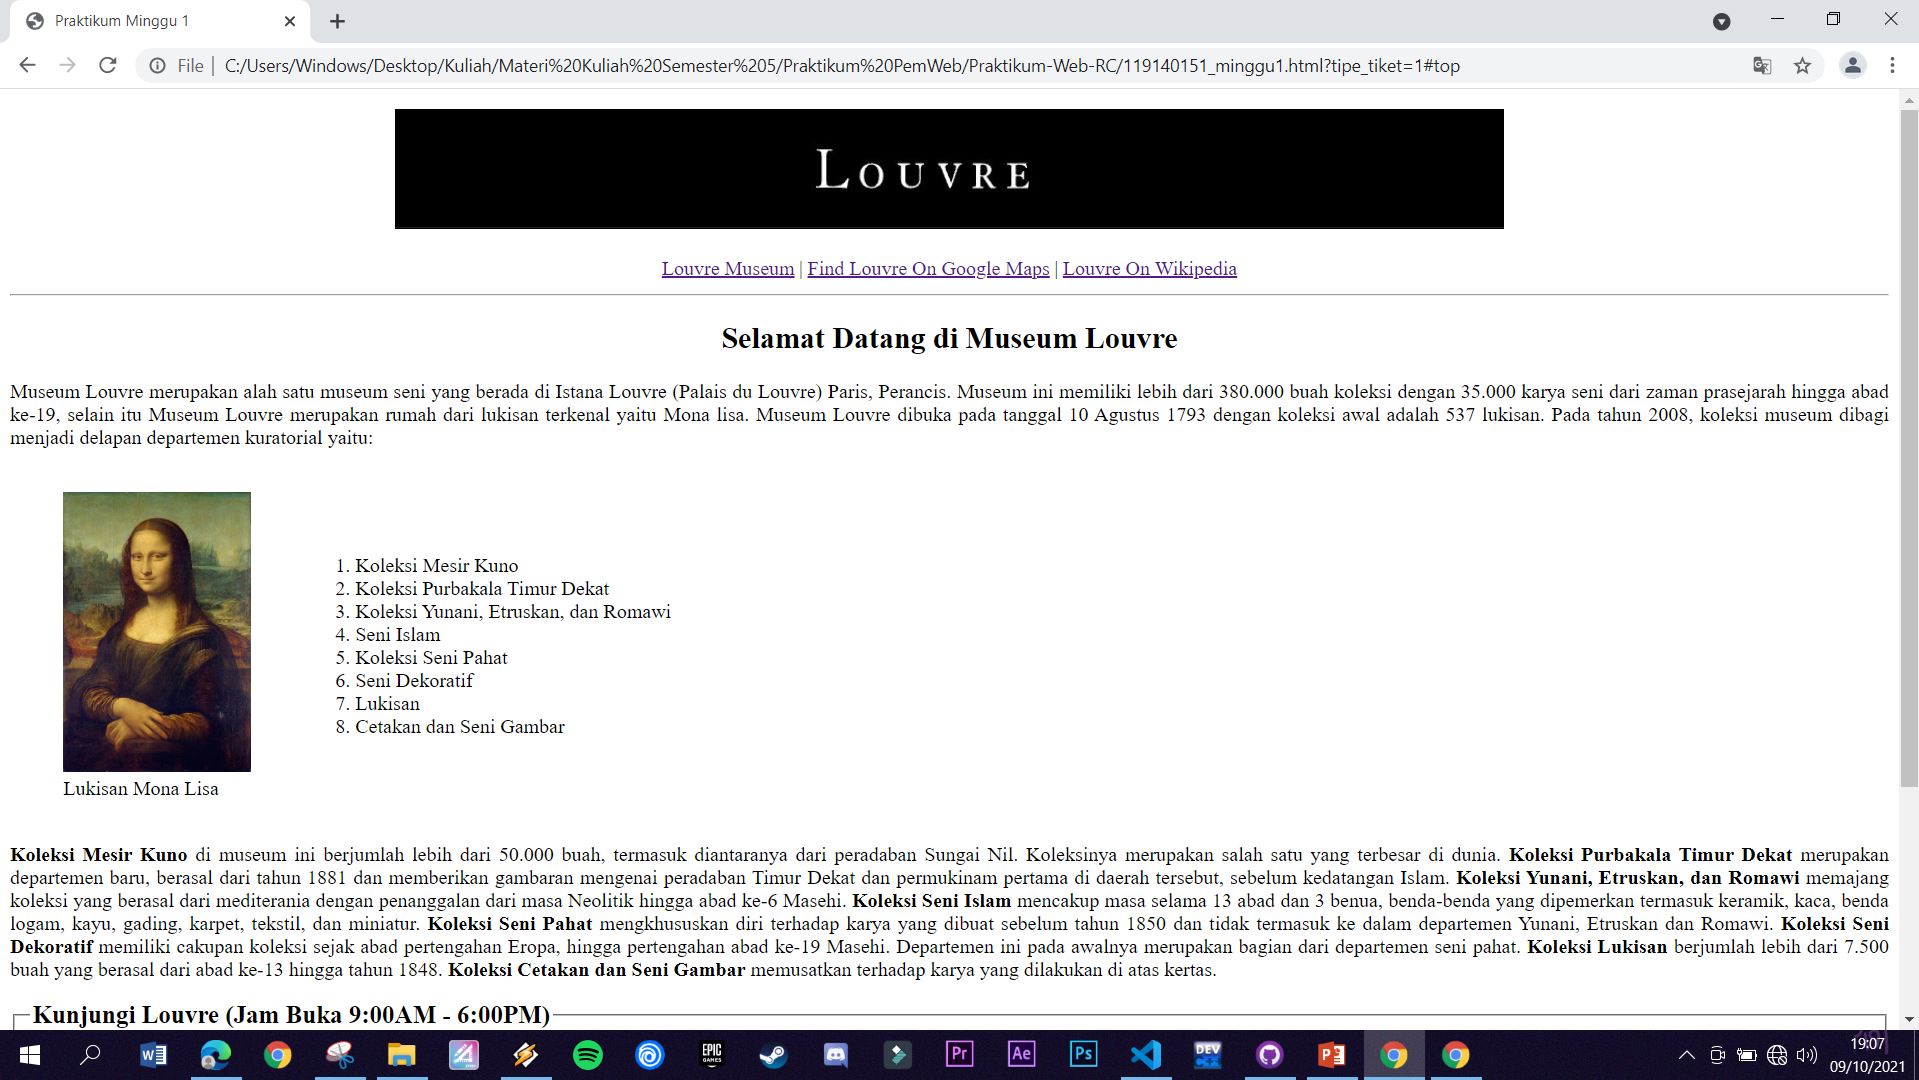 Praktikum Minggu 1
File | C:/Users/Windows/Desktop/Kuliah/Materi%20Kuliah%20Semester%205/Praktikum%20PemWeb/Praktikum-Web-RC/119140151_minggu1.html?tipe_tiket=1#top
LOUVRE
Louvre Museum | Find Louvre On Google Maps | Louvre On Wikipedia
Selamat Datang di Museum Louvre
Museum Louvre merupakan alah satu museum seni yang berada di Istana Louvre (Palais du Louvre) Paris, Perancis. Museum ini memiliki lebih dari 380.000 buah koleksi dengan 35.000 karya seni dari zaman prasejarah hingga abad
ke-19, selain itu Museum Louvre merupakan rumah dari lukisan terkenal yaitu Mona lisa. Museum Louvre dibuka pada tanggal 10 Agustus 1793 dengan koleksi awal adalah 537 lukisan. Pada tahun 2008, koleksi museum dibagi
menjadi delapan departemen kuratorial yaitu:
1. Koleksi Mesir Kuno
2. Koleksi Purbakala Timur Dekat
3. Koleksi Yunani, Etruskan, dan Romawi
4. Seni Islam
5. Koleksi Seni Pahat
6. Seni Dekoratif
7. Lukisan
8. Cetakan dan Seni Gambar
Lukisan Mona Lisa
Koleksi Mesir Kuno di museum ini berjumlah lebih dari 50.000 buah, termasuk diantaranya dari peradaban Sungai Nil. Koleksinya merupakan salah satu yang terbesar di dunia. Koleksi Purbakala Timur Dekat merupakan
departemen baru, berasal dari tahun 1881 dan memberikan gambaran mengenai peradaban Timur Dekat dan permukinam pertama di daerah tersebut, sebelum kedatangan Islam. Koleksi Yunani, Etruskan, dan Romawi memajang
koleksi yang berasal dari mediterania dengan penanggalan dari masa Neolitik hingga abad ke-6 Masehi. Koleksi Seni Islam mencakup masa selama 13 abad dan 3 benua, benda-benda yang dipemerkan termasuk keramik, kaca, benda
logam, kayu, gading, karpet, tekstil, dan miniatur. Koleksi Seni Pahat mengkhususkan diri terhadap karya yang dibuat sebelum tahun 1850 dan tidak termasuk ke dalam departemen Yunani, Etruskan dan Romawi. Koleksi Seni
Dekoratif memiliki cakupan koleksi sejak abad pertengahan Eropa, hingga pertengahan abad ke-19 Masehi. Departemen ini pada awalnya merupakan bagian dari departemen seni pahat. Koleksi Lukisan berjumlah lebih dari 7.500
buah yang berasal dari abad ke-13 hingga tahun 1848. Koleksi Cetakan dan Seni Gambar memusatkan terhadap karya yang dilakukan di atas kertas.
Kunjungi Louvre (Jam Buka 9:00AM - 6:00PM)
EPIC GAMES
Pr
Ae
Ps
DEV
19:07
09/10/2021